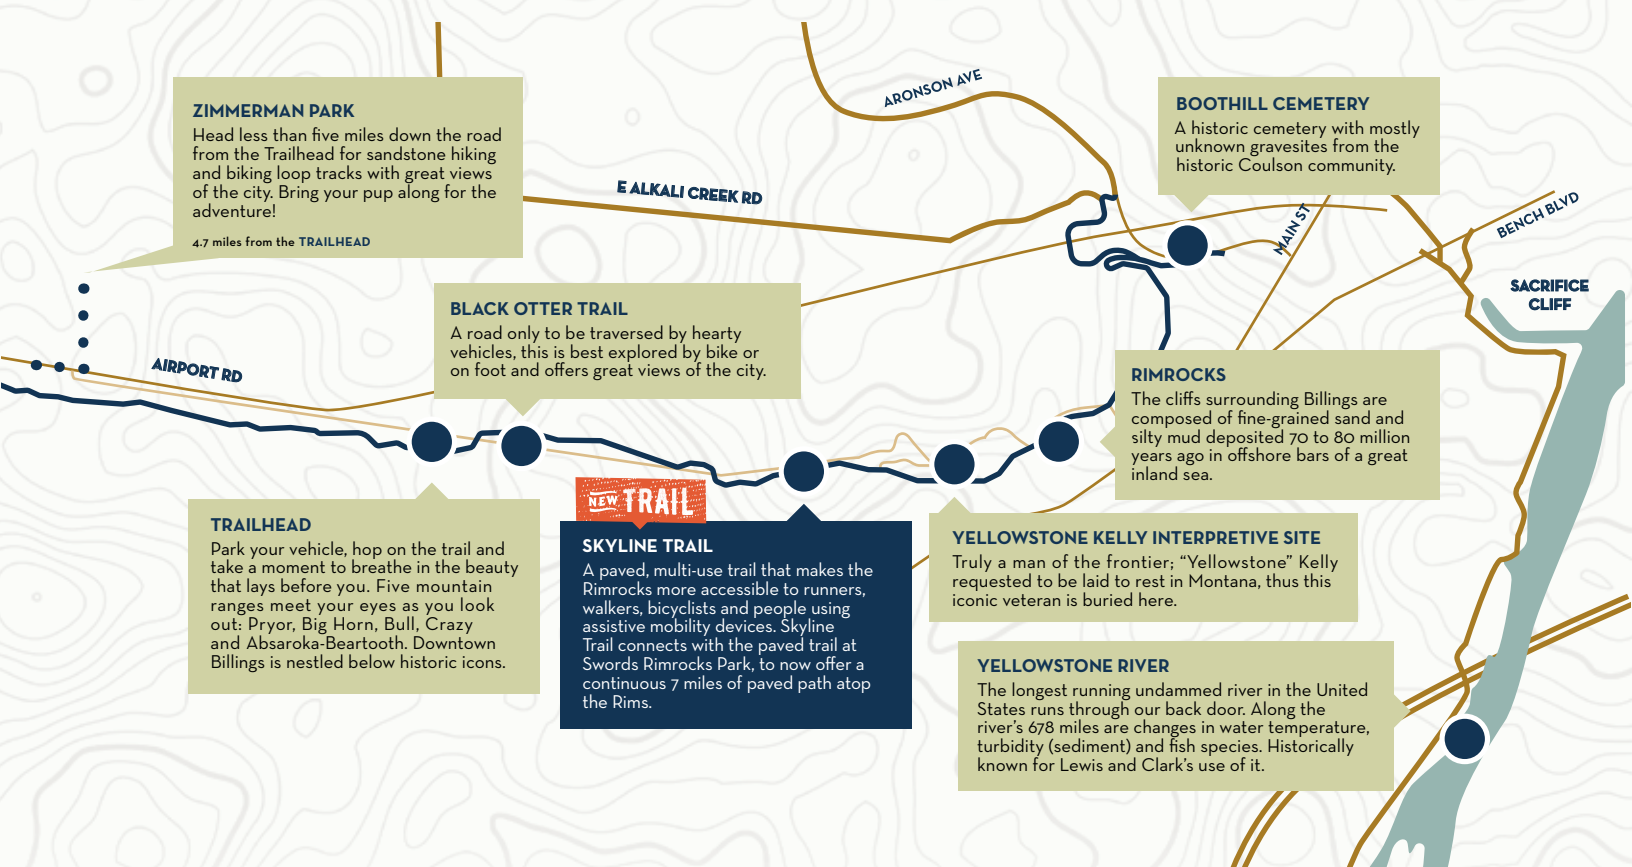 ARONSON AVE
ZIMMERMAN PARK
Head less than five miles down the road
from the Trailhead for sandstone hiking
and biking loop tracks with great views
of the city. Bring your pup along for the
adventure!
4.7 miles from the TRAILHEAD
E ALKALI CREEK RD
BOOTHILL CEMETERY
A historic cemetery with mostly
unknown gravesites from the
historic Coulson community.
MAIN ST
BENCH BLVD
SACRIFICE
CLIFF
BLACK OTTER TRAIL
A road only to be traversed by hearty
vehicles, this is best explored by bike or
on foot and offers great views of the city.
AIRPORT RD
RIMROCKS
The cliffs surrounding Billings are
composed of fine-grained sand and
silty mud deposited 70 to 80 million
years ago in offshore bars of a great
inland sea.
TRAILHEAD
Park your vehicle, hop on the trail and
take a moment to breathe in the beauty
that lays before you. Five mountain
ranges meet your eyes as you look
out: Pryor, Big Horn, Bull, Crazy
and Absaroka-Beartooth. Downtown
Billings is nestled below historic icons.
NEW TRAIL
SKYLINE TRAIL
A paved, multi-use trail that makes the
Rimrocks more accessible to runners,
walkers, bicyclists and people using
assistive mobility devices. Skyline
Trail connects with the paved trail at
Swords Rimrocks Park, to now offer a
continuous 7 miles of paved path atop
the Rims.
YELLOWSTONE KELLY INTERPRETIVE SITE
Truly a man of the frontier; “Yellowstone” Kelly
requested to be laid to rest in Montana, thus this
iconic veteran is buried here.
YELLOWSTONE RIVER
The longest running undammed river in the United
States runs through our back door. Along the
river’s 678 miles are changes in water temperature,
turbidity (sediment) and fish species. Historically
known for Lewis and Clark’s use of it.